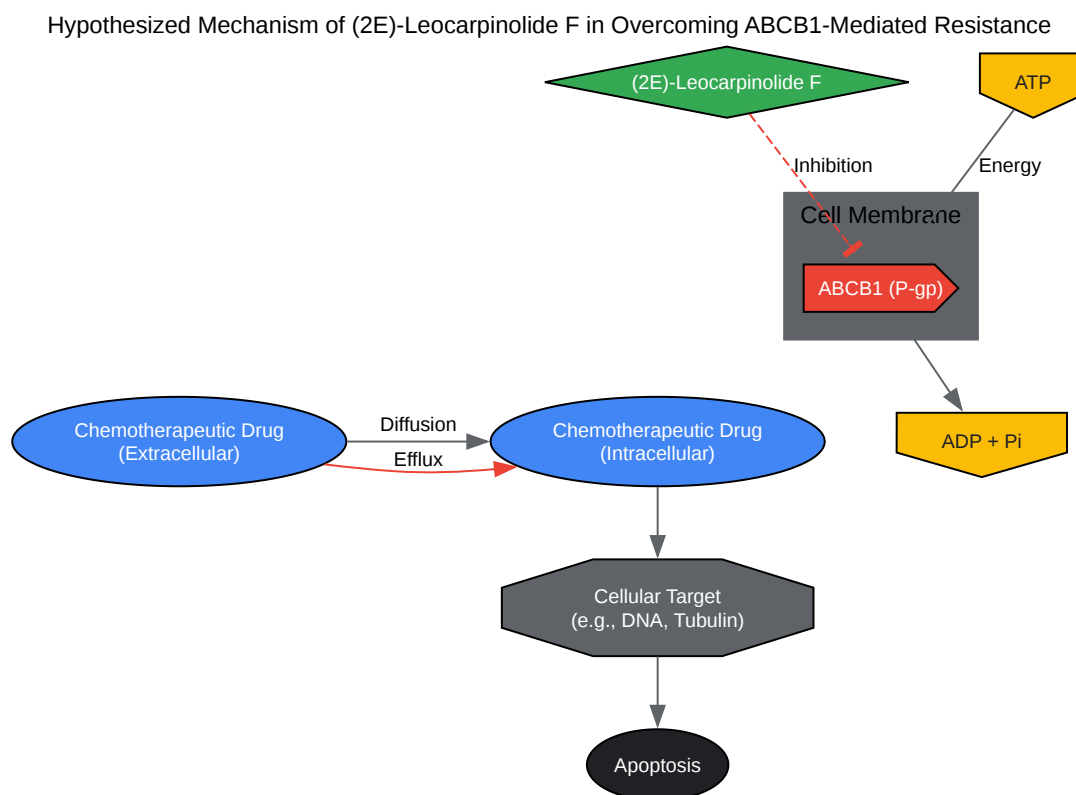 Hypothesized Mechanism of (2E)-Leocarpinolide F in Overcoming ABCB1-Mediated Resistance
(2E)-Leocarpinolide F
ATP
Inhibition
Energy
Cell Membrane
ABCB1 (P-gp)
Chemotherapeutic Drug
(Extracellular)
Diffusion
Efflux
Chemotherapeutic Drug
(Intracellular)
ADP + Pi
Cellular Target
(e.g., DNA, Tubulin)
Apoptosis